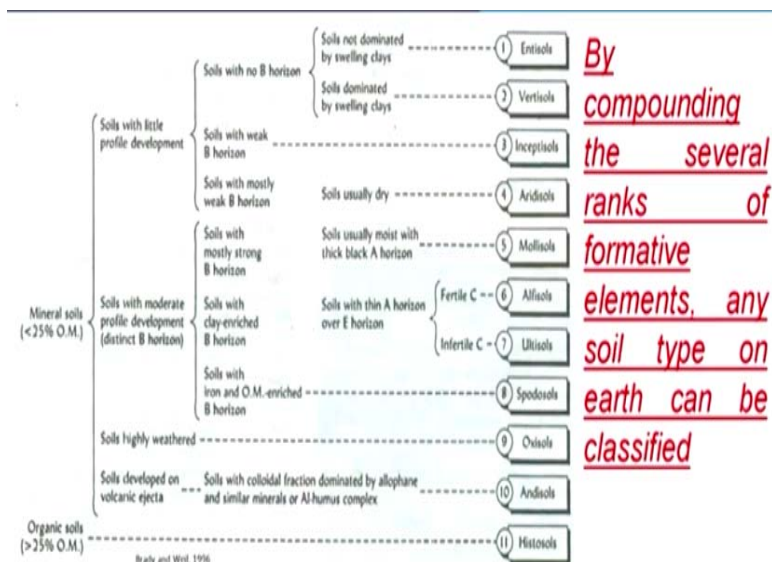 Soils not dominated
by swelling clays
1 Entisols
Soils with no B horizon
Soils dominated
by swelling clays
2 Vertisols
Soils with little
profile development
Soils with weak
B horizon
3 Inceptisols
Soils with mostly
weak B horizon
Soils usually dry
4 Aridisols
Soils with
mostly strong
B horizon
Soils usually moist with
thick black A horizon
5 Mollisols
Mineral soils
(<25% O.M.)
Soils with moderate
profile development
(distinct B horizon)
Soils with
clay-enriched
B horizon
Soils with thin A horizon
over E horizon
Fertile C
6 Alfisols
Infertile C
7 Ultisols
Soils with
iron and O.M.-enriched
B horizon
8 Spodosols
Soils highly weathered
9 Oxisols
Soils developed on
volcanic ejecta
Soils with colloidal fraction dominated by allophane
and similar minerals or Al-humus complex
10 Andisols
Organic soils
(>25% O.M.)
11 Histosols
Brady and Weil, 1996
By
compounding
the several
ranks of
formative
elements, any
soil type on
earth can be
classified